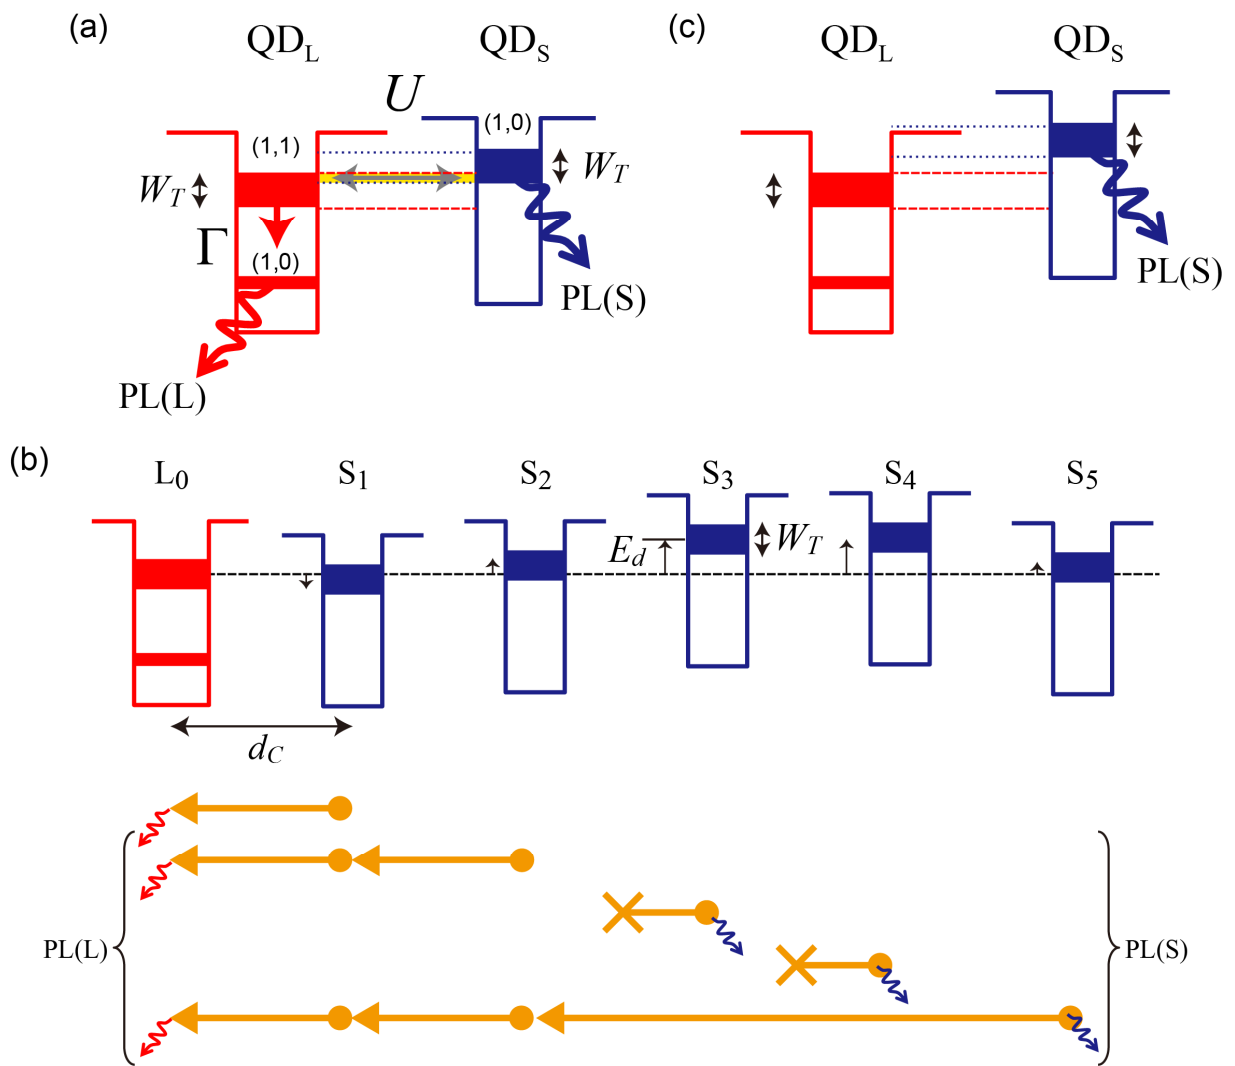 (a)
QD_L
QD_S
U
(1,1)
(1,0)
W_T
W_T
Γ
(1,0)
PL(S)
PL(L)
(c)
QD_L
QD_S
PL(S)
(b)
L_0
S_1
S_2
S_3
S_4
S_5
E_d
W_T
d_C
PL(L)
PL(S)